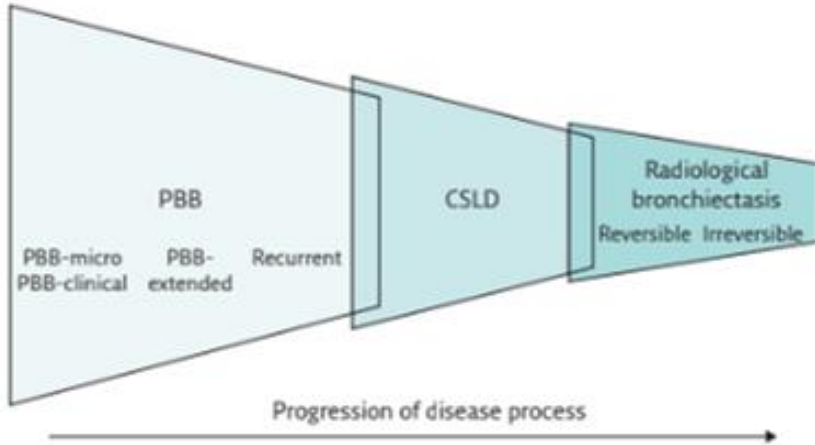 PBB
PBB-micro
PBB-clinical
PBB-
extended
Recurrent
CSLD
Radiological
bronchiectasis
Reversible Irreversible
Progression of disease process